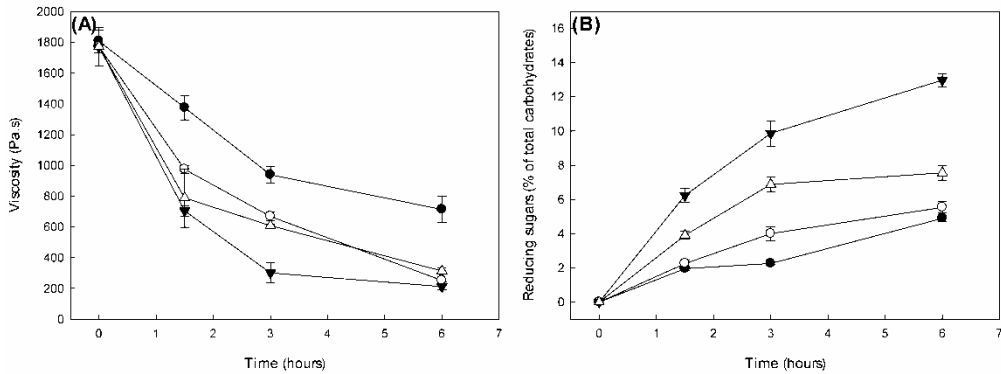 (A)
Viscosity (Pa.s)
2000
1800
1600
1400
1200
1000
800
600
400
200
0
0 1 2 3 4 5 6 7
Time (hours)
(B)
Reducing sugars (% of total carbohydrates)
14
12
10
8
6
4
2
0
0 1 2 3 4 5 6 7
Time (hours)